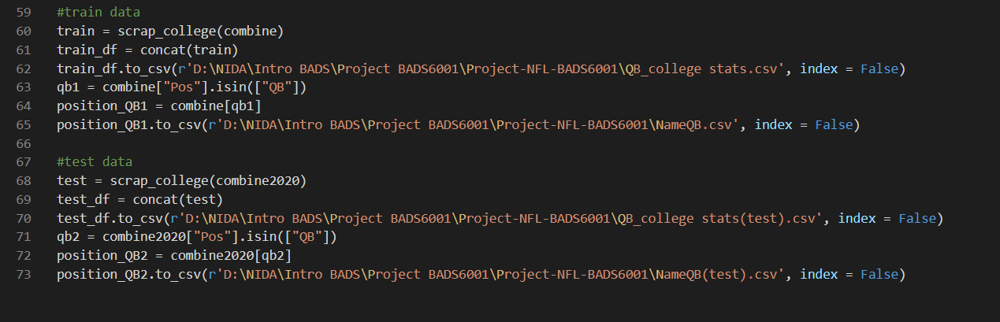 59 #train data
60 train = scrap_college(combine)
61 train_df = concat(train)
62 train_df.to_csv(r'D:\NIDA\Intro BADS\Project BADS6001\Project-NFL-BADS6001\QB_college stats.csv', index = False)
63 qb1 = combine["Pos"].isin(["QB"])
64 position_QB1 = combine[qb1]
65 position_QB1.to_csv(r'D:\NIDA\Intro BADS\Project BADS6001\Project-NFL-BADS6001\NameQB.csv', index = False)
66
67 #test data
68 test = scrap_college(combine2020)
69 test_df = concat(test)
70 test_df.to_csv(r'D:\NIDA\Intro BADS\Project BADS6001\Project-NFL-BADS6001\QB_college stats(test).csv', index = False)
71 qb2 = combine2020["Pos"].isin(["QB"])
72 position_QB2 = combine2020[qb2]
73 position_QB2.to_csv(r'D:\NIDA\Intro BADS\Project BADS6001\Project-NFL-BADS6001\NameQB(test).csv', index = False)